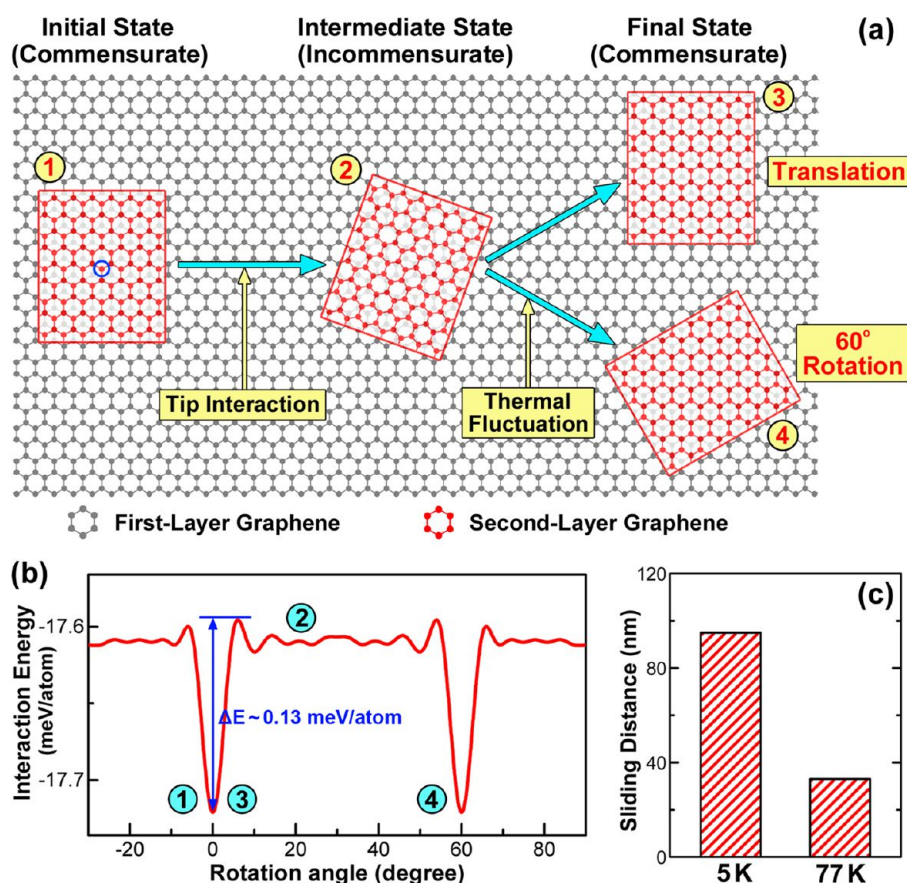 Initial State
(Commensurate)
Intermediate State
(Incommensurate)
Final State
(Commensurate)
(a)
1
2
3
Translation
60° Rotation
4
Tip Interaction
Thermal
Fluctuation
First-Layer Graphene
Second-Layer Graphene
(b)
Interaction Energy
(meV/atom)
-17.6
-17.7
2
ΔE~0.13 meV/atom
1
3
4
-20
0
20
40
60
80
Rotation angle (degree)
(c)
Sliding Distance (nm)
120
80
40
0
5 K
77 K